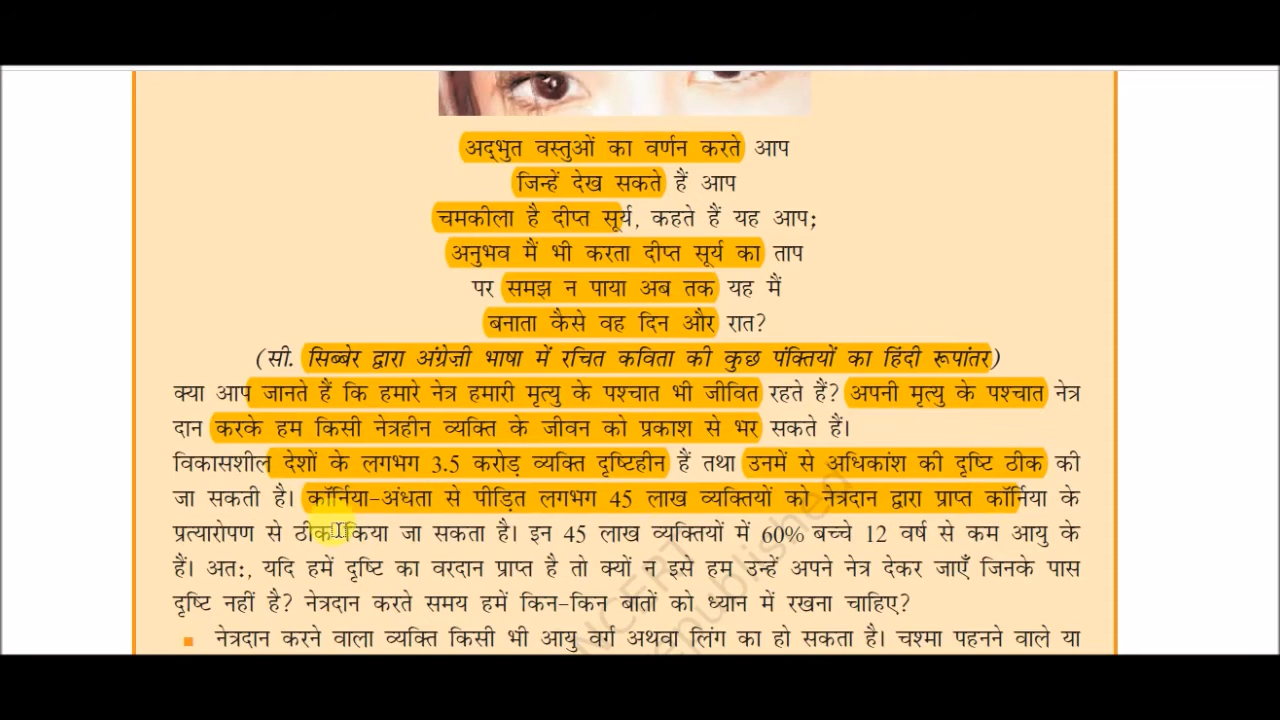 अद्भुत वस्तुओं का वर्णन करते आप
जिन्हें देख सकते हैं आप
चमकीला है दीप्त सूर्य, कहते हैं यह आप;
अनुभव मैं भी करता दीप्त सूर्य का ताप
पर समझ न पाया अब तक यह मैं
बनाता कैसे वह दिन और रात?
(सी. सिब्बेर द्वारा अंग्रेज़ी भाषा में रचित कविता की कुछ पंक्तियों का हिंदी रूपांतर)
क्या आप जानते हैं कि हमारे नेत्र हमारी मृत्यु के पश्चात भी जीवित रहते हैं? अपनी मृत्यु के पश्चात नेत्र
दान करके हम किसी नेत्रहीन व्यक्ति के जीवन को प्रकाश से भर सकते हैं।
विकासशील देशों के लगभग 3.5 करोड़ व्यक्ति दृष्टिहीन हैं तथा उनमें से अधिकांश की दृष्टि ठीक की
जा सकती है। कॉर्निया-अंधता से पीड़ित लगभग 45 लाख व्यक्तियों को नेत्रदान द्वारा प्राप्त कॉर्निया के
प्रत्यारोपण से ठीक किया जा सकता है। इन 45 लाख व्यक्तियों में 60% बच्चे 12 वर्ष से कम आयु के
हैं। अतः, यदि हमें दृष्टि का वरदान प्राप्त है तो क्यों न इसे हम उन्हें अपने नेत्र देकर जाएँ जिनके पास
दृष्टि नहीं है? नेत्रदान करते समय हमें किन-किन बातों को ध्यान में रखना चाहिए?
नेत्रदान करने वाला व्यक्ति किसी भी आयु वर्ग अथवा लिंग का हो सकता है। चश्मा पहनने वाले या